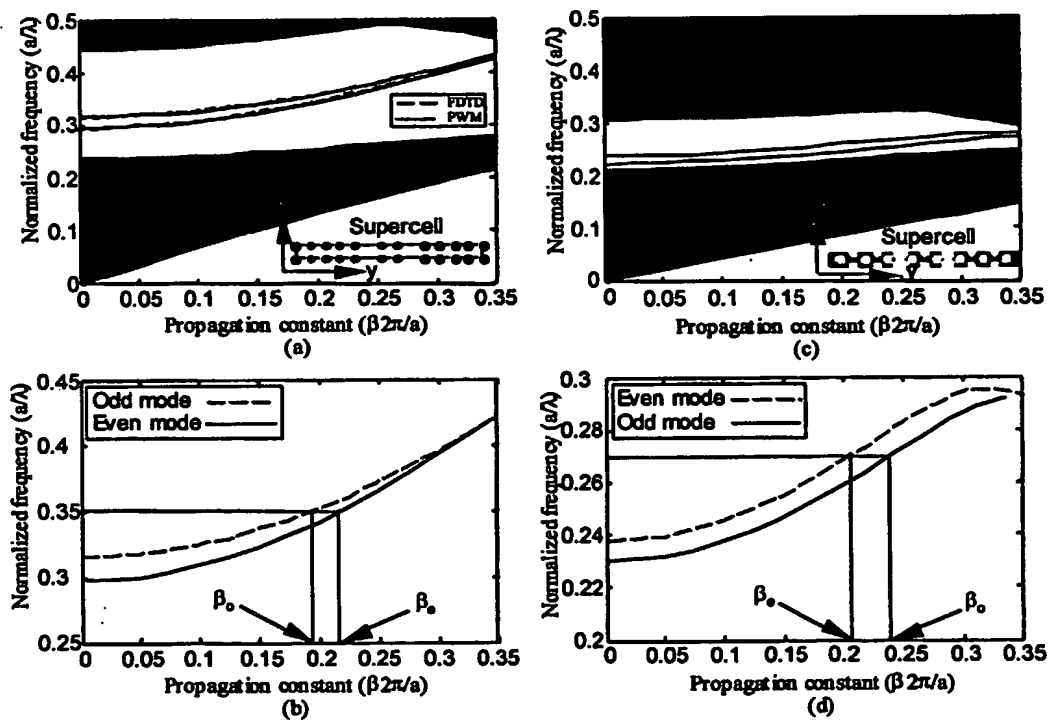 Normalized frequency (a/λ)
0.5
0.4
0.3
0.2
0.1
0
FDTD
PWM
Supercell
y
0 0.05 0.1 0.15 0.2 0.25 0.3 0.35
Propagation constant (β2π/a)
(a)
Normalized frequency (a/λ)
0.5
0.4
0.3
0.2
0.1
0
Supercell
Y
0 0.05 0.1 0.15 0.2 0.25 0.3 0.35
Propagation constant (β2π/a)
(c)
Normalized frequency (a/λ)
0.45
0.4
0.35
0.3
0.25
Odd mode
Even mode
βo
βe
0 0.05 0.1 0.15 0.2 0.25 0.3 0.35
Propagation constant (β2π/a)
(b)
Normalized frequency (a/λ)
0.3
0.28
0.26
0.24
0.22
0.2
Even mode
Odd mode
βe
βo
0 0.05 0.1 0.15 0.2 0.25 0.3 0.35
Propagation constant (β2π/a)
(d)